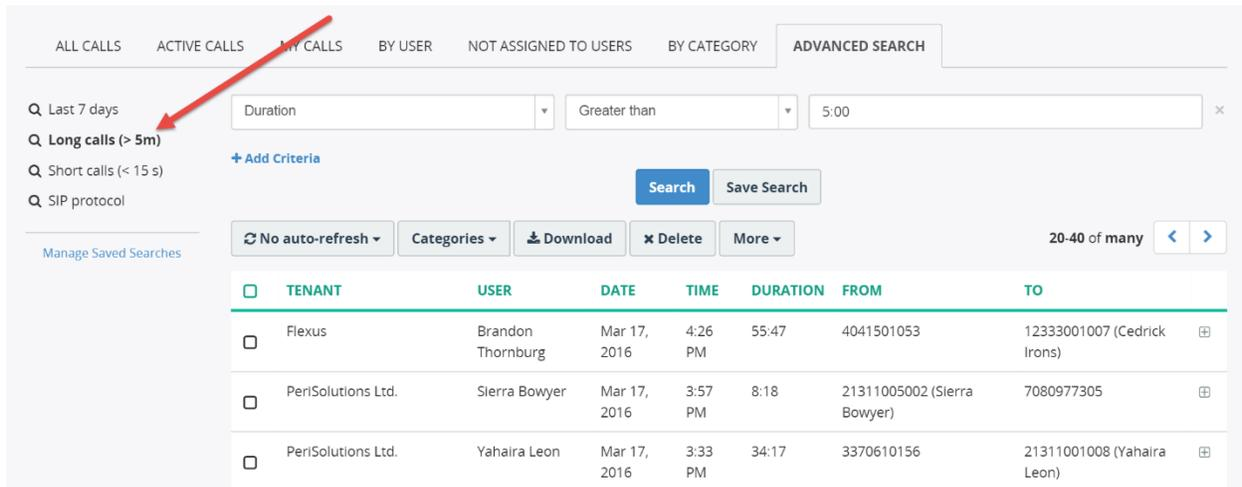 ALL CALLS ACTIVE CALLS MY CALLS BY USER NOT ASSIGNED TO USERS BY CATEGORY ADVANCED SEARCH
Last 7 days
Long calls (> 5m)
Short calls (< 15 s)
SIP protocol
Manage Saved Searches
Duration Greater than 5:00 ×
+ Add Criteria
Search Save Search
No auto-refresh Categories Download Delete More 20-40 of many
TENANT USER DATE TIME DURATION FROM TO
Flexus Brandon Mar 17, 4:26 55:47 4041501053 12333001007 (Cedrick
Thornburg 2016 PM Irons)
PeriSolutions Ltd. Sierra Bowyer Mar 17, 3:57 8:18 21311005002 (Sierra 7080977305
2016 PM Bowyer)
PeriSolutions Ltd. Yahaira Leon Mar 17, 3:33 34:17 3370610156 21311001008 (Yahaira
2016 PM Leon)